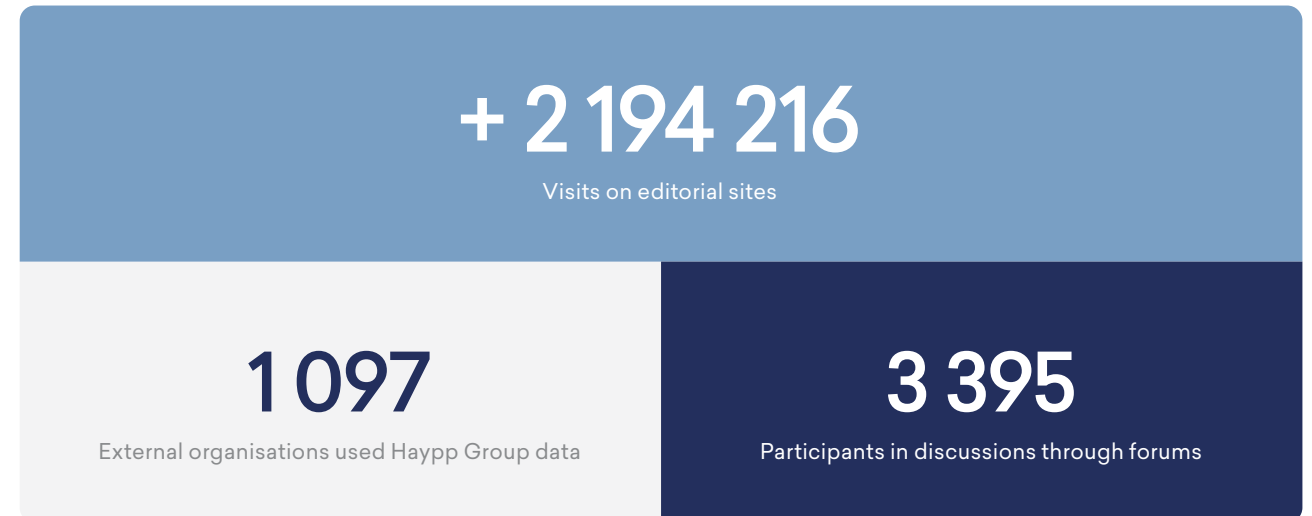 + 2 194 216
Visits on editorial sites
1 097
External organisations used Haypp Group data
3 395
Participants in discussions through forums